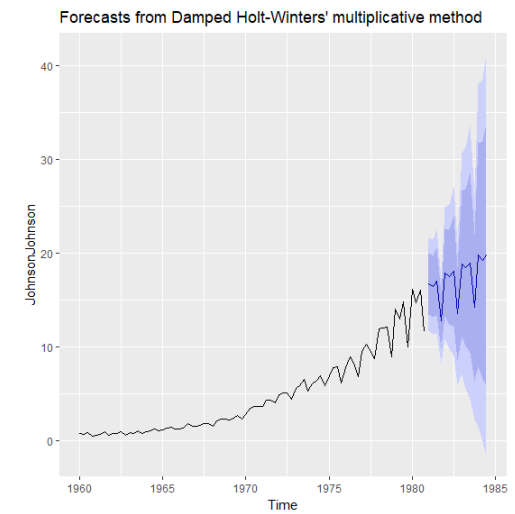 Forecasts from Damped Holt-Winters' multiplicative method
40
30
20
10
0
JohnsonJohnson
1960 1965 1970 1975 1980 1985
Time